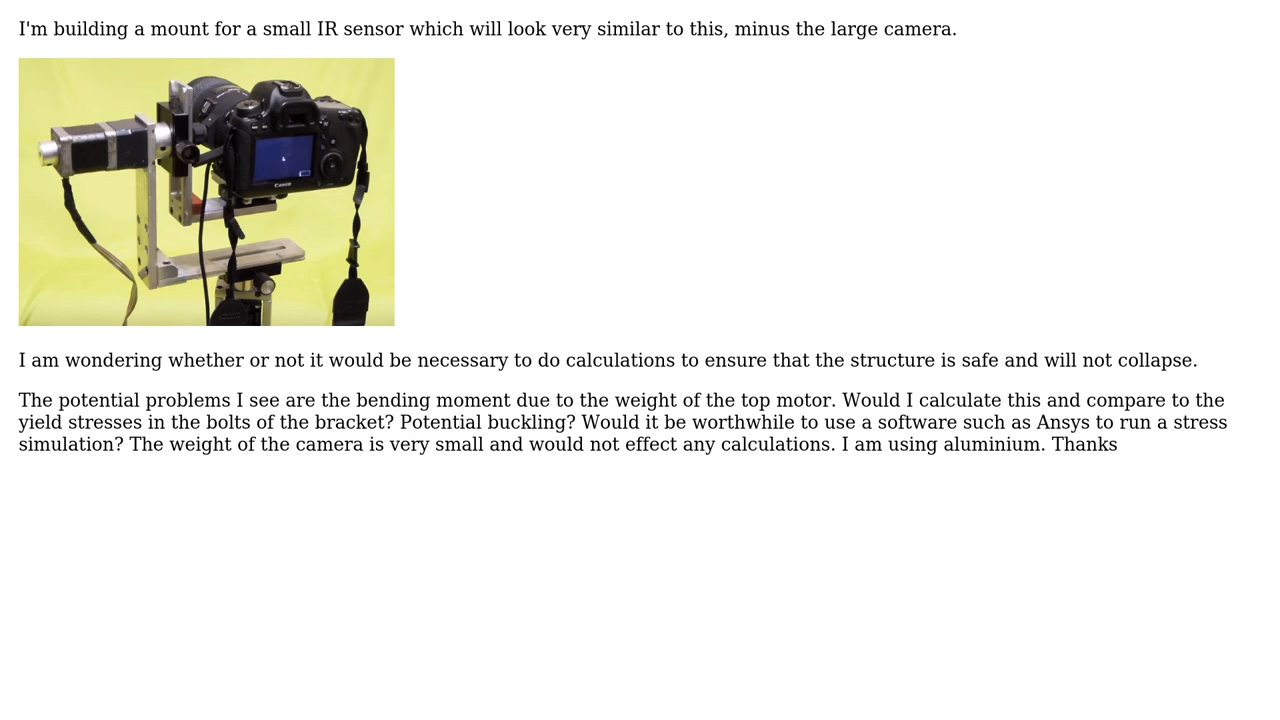 I'm building a mount for a small IR sensor which will look very similar to this, minus the large camera.
Canon
I am wondering whether or not it would be necessary to do calculations to ensure that the structure is safe and will not collapse.
The potential problems I see are the bending moment due to the weight of the top motor. Would I calculate this and compare to the
yield stresses in the bolts of the bracket? Potential buckling? Would it be worthwhile to use a software such as Ansys to run a stress
simulation? The weight of the camera is very small and would not effect any calculations. I am using aluminium. Thanks